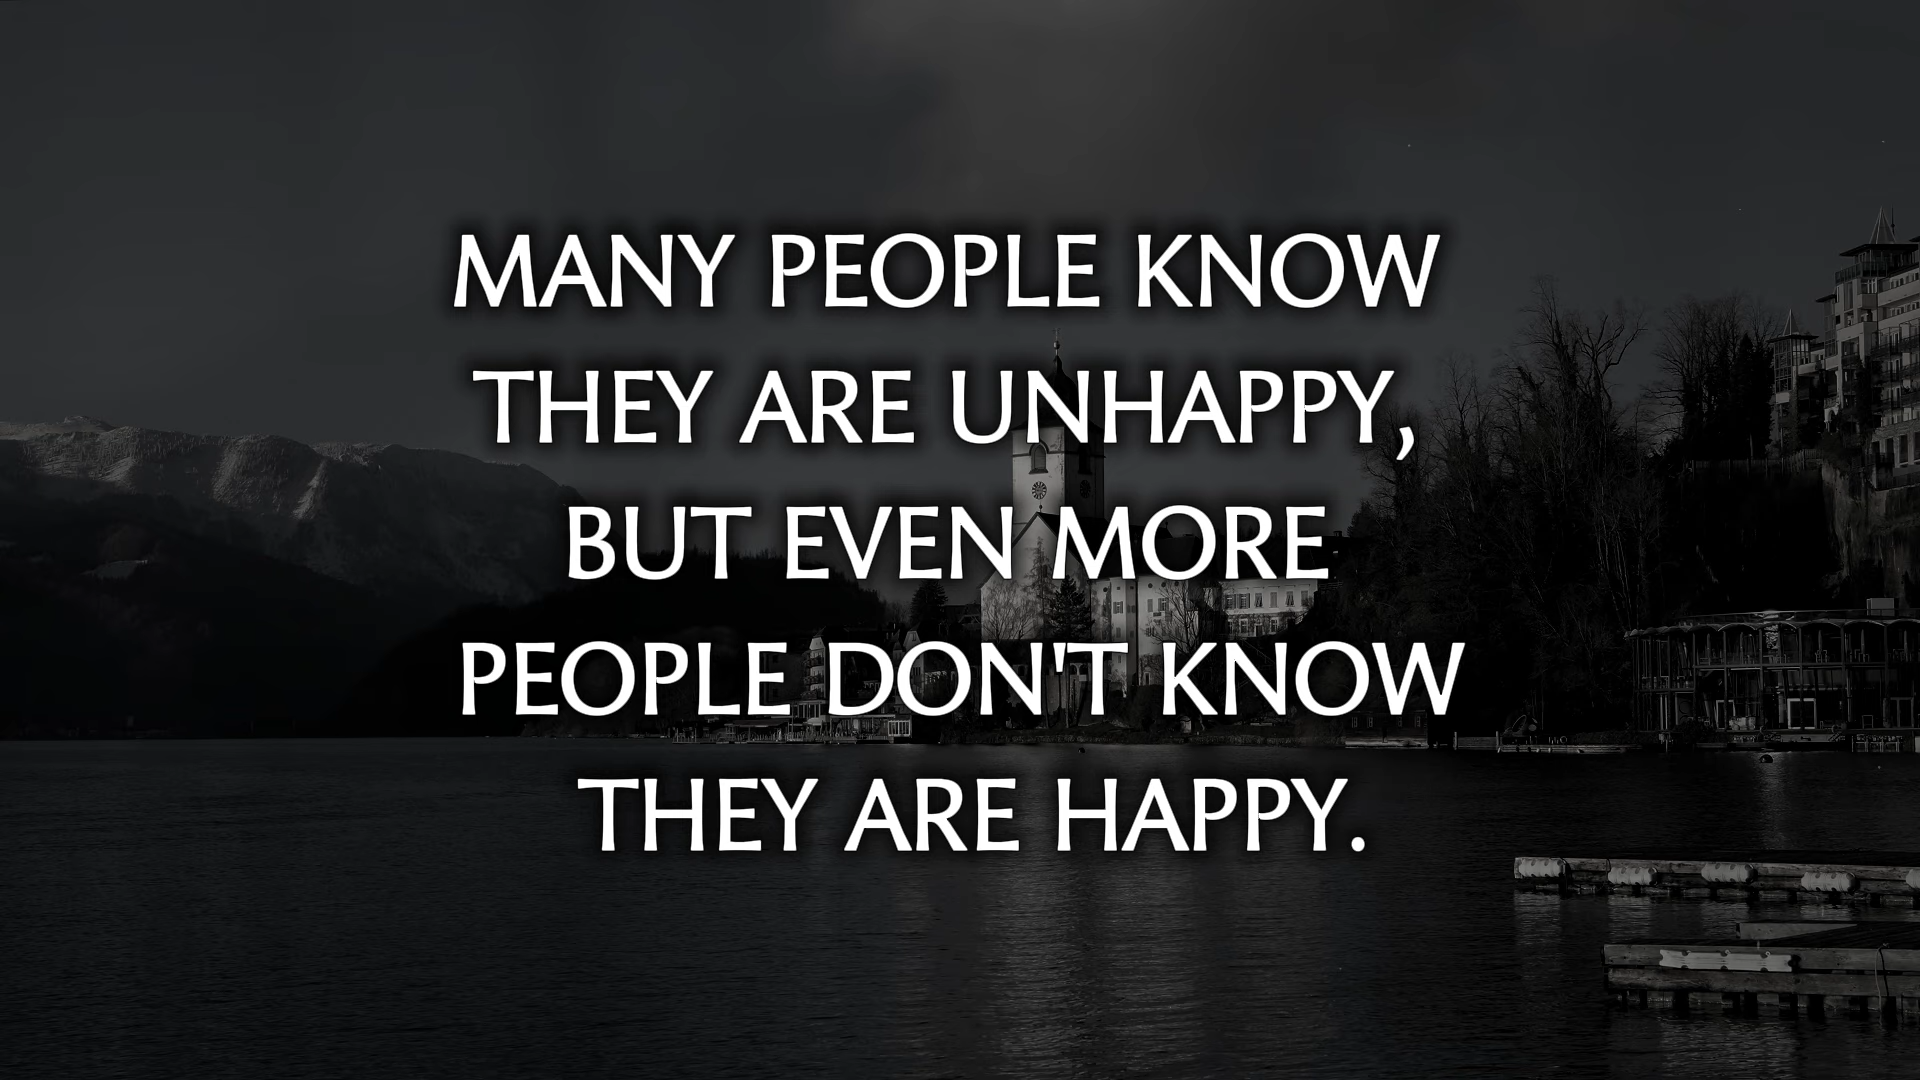 MANY PEOPLE KNOW
THEY ARE UNHAPPY,
BUT EVEN MORE
PEOPLE DON'T KNOW
THEY ARE HAPPY.